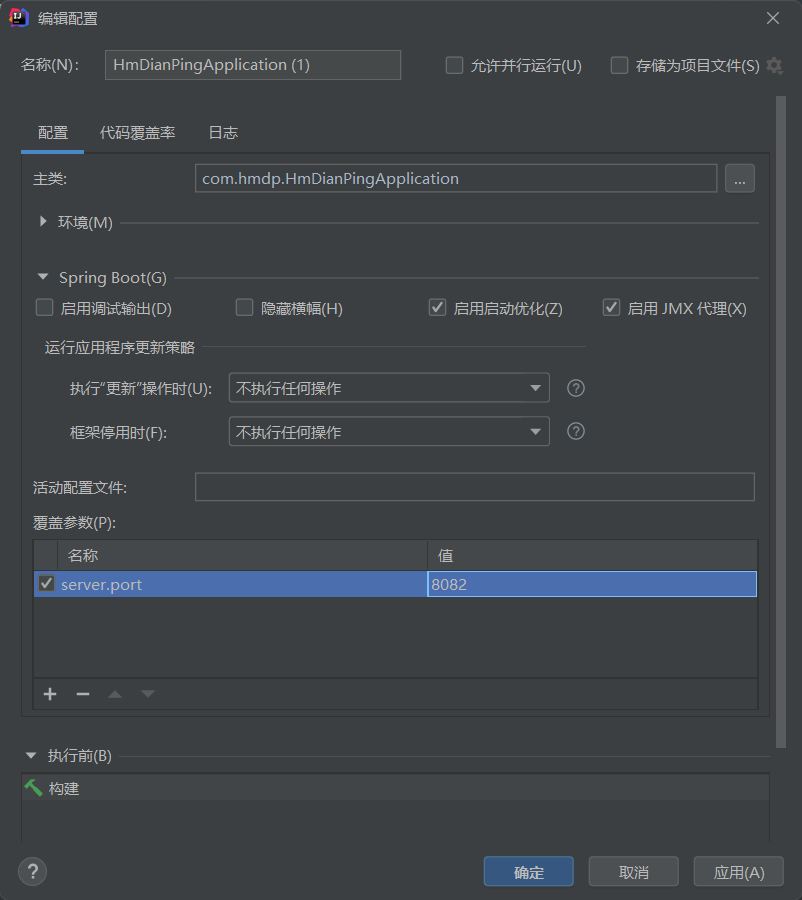 编辑配置
名称(N): HmDianPingApplication (1) 允许并行运行(U) 存储为项目文件(S)
配置 代码覆盖率 日志
主类: com.hmdp.HmDianPingApplication ...
环境(M)
Spring Boot(G)
启用调试输出(D) 隐藏横幅(H) 启用启动优化(Z) 启用 JMX 代理(X)
运行应用程序更新策略
执行“更新”操作时(U): 不执行任何操作 ?
框架停用时(F): 不执行任何操作 ?
活动配置文件:
覆盖参数(P):
名称 值
server.port 8082
执行前(B)
构建
? 确定 取消 应用(A)